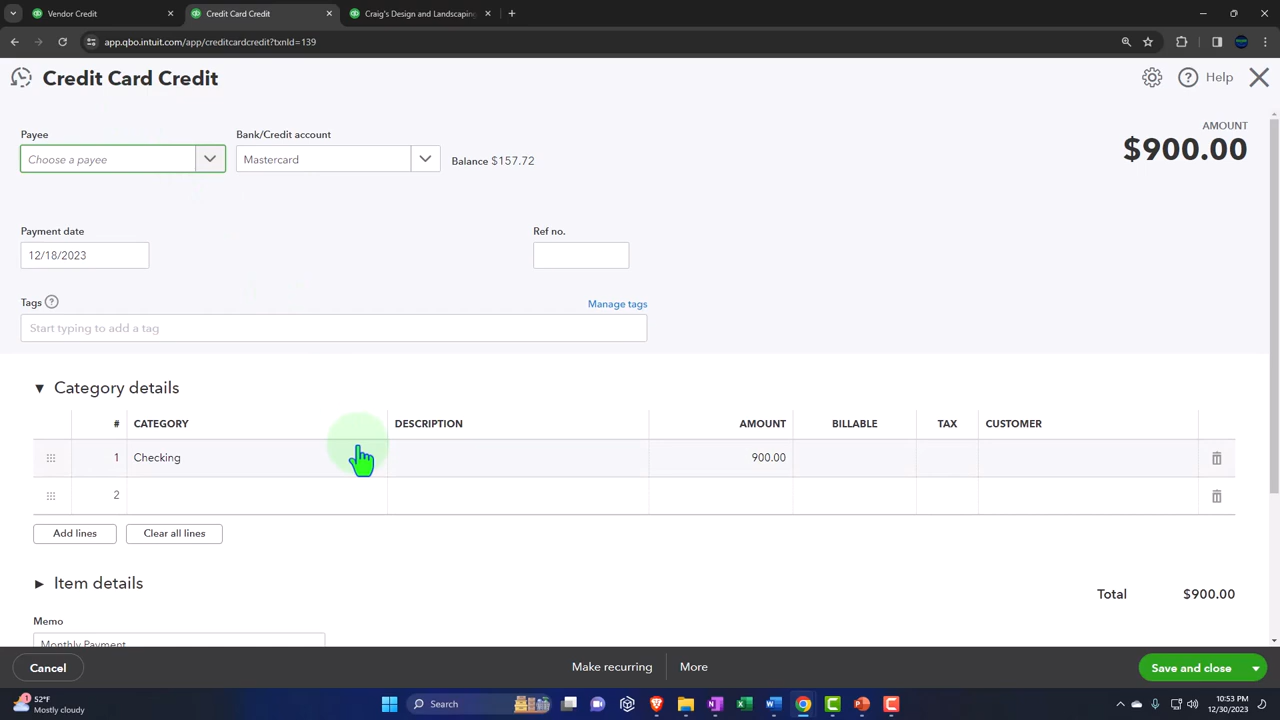 Vendor Credit
Credit Card Credit
Craig's Design and Landscaping
app.qbo.intuit.com/app/creditcardcredit?txnId=139
Credit Card Credit
Help
Payee
Choose a payee
Bank/Credit account
Mastercard
Balance $157.72
AMOUNT
$900.00
Payment date
12/18/2023
Ref no.
Tags
Manage tags
Start typing to add a tag
Category details
# CATEGORY DESCRIPTION AMOUNT BILLABLE TAX CUSTOMER
1 Checking 900.00
2
Add lines
Clear all lines
Item details
Total $900.00
Memo
Monthly Payment
Cancel
Make recurring
More
Save and close
1
52°F
Mostly cloudy
Search
10:53 PM
12/30/2023